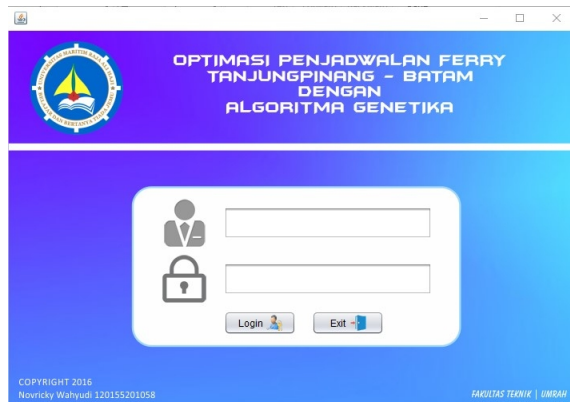 OPTIMASI PENJADWALAN FERRY
TANJUNGPINANG - BATAM
DENGAN
ALGORITMA GENETIKA
Login
Exit
COPYRIGHT 2016
Novricky Wahyudi 120155201058
FAKULTAS TEKNIK | UMRAH